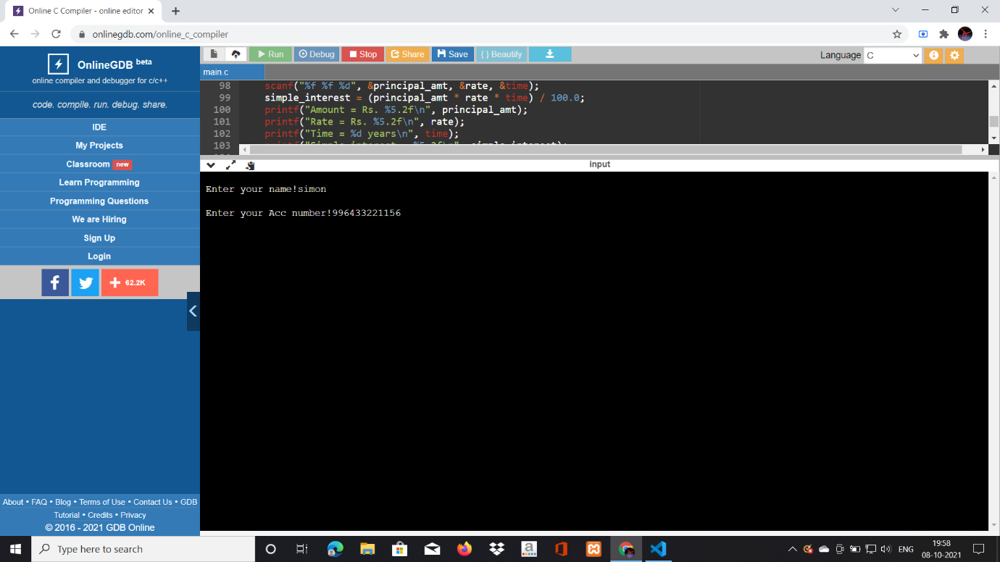 Online C Compiler - online editor
onlinegdb.com/online_c_compiler
OnlineGDB beta
online compiler and debugger for c/c++
code. compile. run. debug. share.
IDE
My Projects
Classroom new
Learn Programming
Programming Questions
We are Hiring
Sign Up
Login
62.2K
About • FAQ • Blog • Terms of Use • Contact Us • GDB
Tutorial • Credits • Privacy
© 2016 - 2021 GDB Online
Run Debug Stop Share Save { } Beautify
Language C
main.c
98 scanf("%f %f %d", &principal_amt, &rate, &time);
99 simple_interest = (principal_amt * rate * time) / 100.0;
100 printf("Amount = Rs. %5.2f\n", principal_amt);
101 printf("Rate = Rs. %5.2f\n", rate);
102 printf("Time = %d years\n", time);
103
input
Enter your name!simon
Enter your Acc number!996433221156
Type here to search
ENG
19:58
08-10-2021